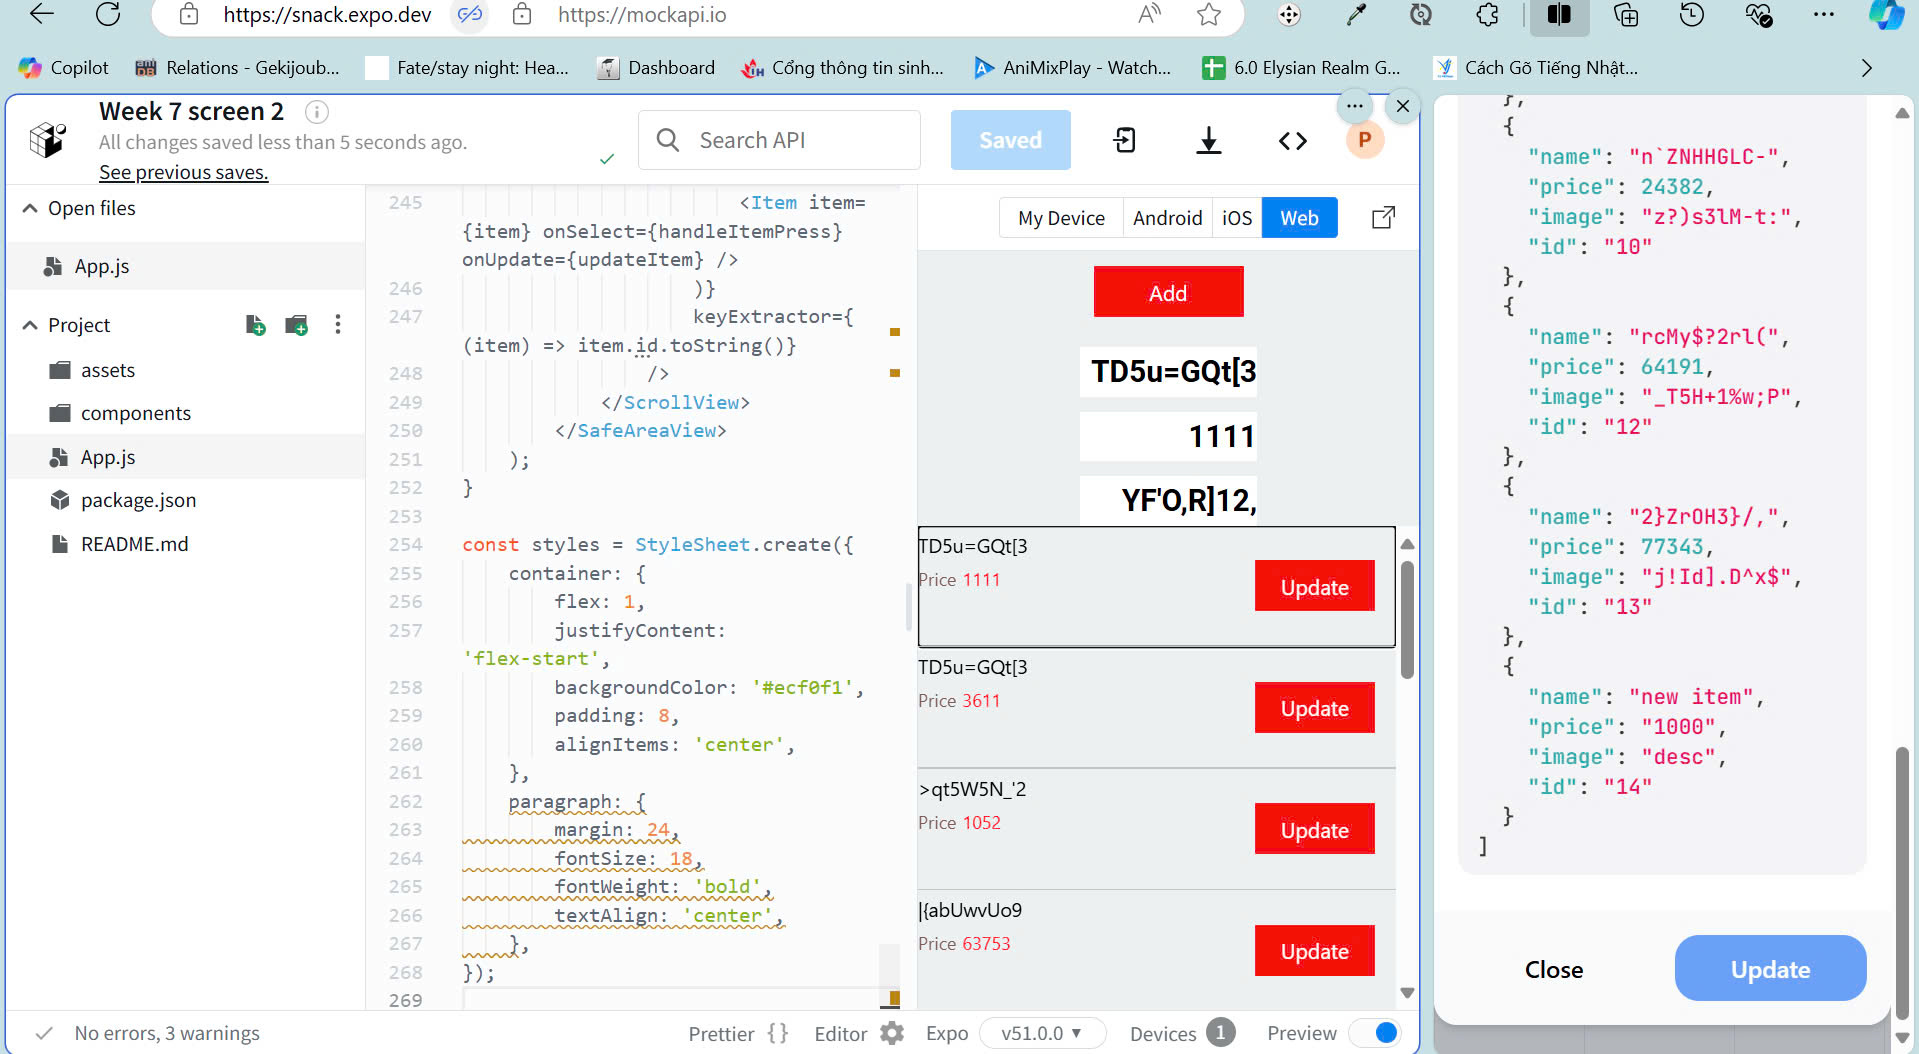 https://snack.expo.dev
https://mockapi.io
Copilot
Relations - Gekijoub...
Fate/stay night: Hea...
Dashboard
Cổng thông tin sinh...
AniMixPlay - Watch...
6.0 Elysian Realm G...
Cách Gõ Tiếng Nhật...
Week 7 screen 2
All changes saved less than 5 seconds ago.
See previous saves.
Search API
Saved
P
Open files
App.js
Project
assets
components
App.js
package.json
README.md
245 <Item item=
{item} onSelect={handleItemPress}
onUpdate={updateItem} />
246 )}
247 keyExtractor={
(item) => item.id.toString()}
248 />
249 </ScrollView>
250 </SafeAreaView>
251 );
252 }
253
254 const styles = StyleSheet.create({
255 container: {
256 flex: 1,
257 justifyContent:
'flex-start',
258 backgroundColor: '#ecf0f1',
259 padding: 8,
260 alignItems: 'center',
261 },
262 paragraph: {
263 margin: 24,
264 fontSize: 18,
265 fontWeight: 'bold',
266 textAlign: 'center',
267 },
268 });
269
My Device
Android
iOS
Web
Add
TD5u=GQt[3
1111
YF'O,R]12,
TD5u=GQt[3
Price 1111
Update
TD5u=GQt[3
Price 3611
Update
>qt5W5N_'2
Price 1052
Update
|{abUwvUo9
Price 63753
Update
No errors, 3 warnings
Prettier {}
Editor
Expo
v51.0.0
Devices 1
Preview
},
{
"name": "n`ZNHHGLC-",
"price": 24382,
"image": "z?)s3lM-t:",
"id": "10"
},
{
"name": "rcMy$?2rl(",
"price": 64191,
"image": "_T5H+1%w;P",
"id": "12"
},
{
"name": "2}ZrOH3}/,",
"price": 77343,
"image": "j!Id].D^x$",
"id": "13"
},
{
"name": "new item",
"price": "1000",
"image": "desc",
"id": "14"
}
]
Close
Update